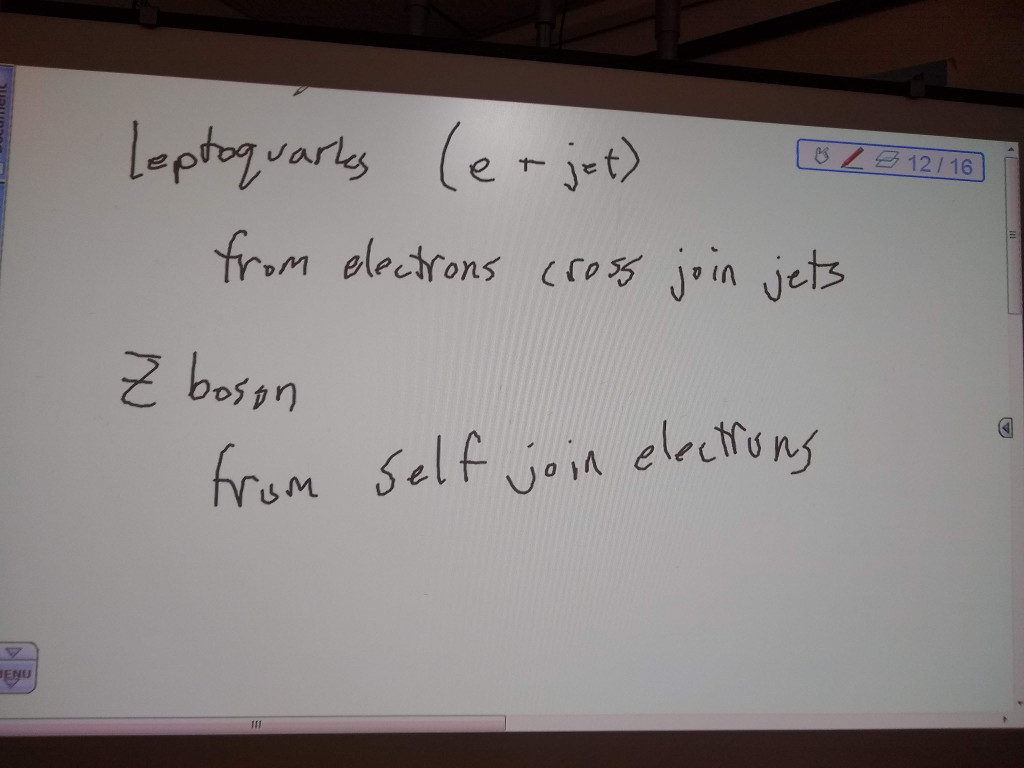 leptoquarks (e + jet)
12 / 16
from electrons cross join jets
Z boson
from self join electrons
MENU